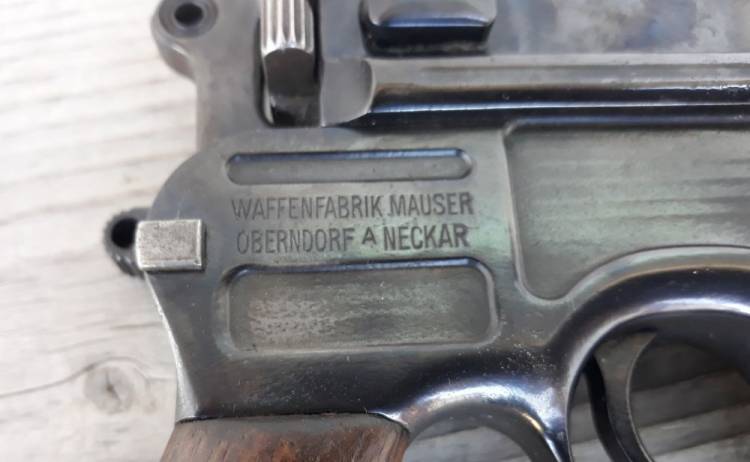 WAFFENFABRIK MAUSER
OBERNDORF A NECKAR